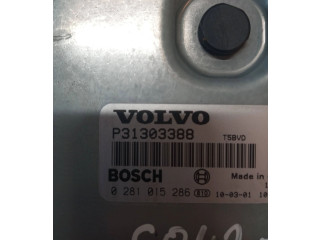 VOLVO
P31303388 T5BVD
BOSCH Made in
0 281 015 286 10-03-01